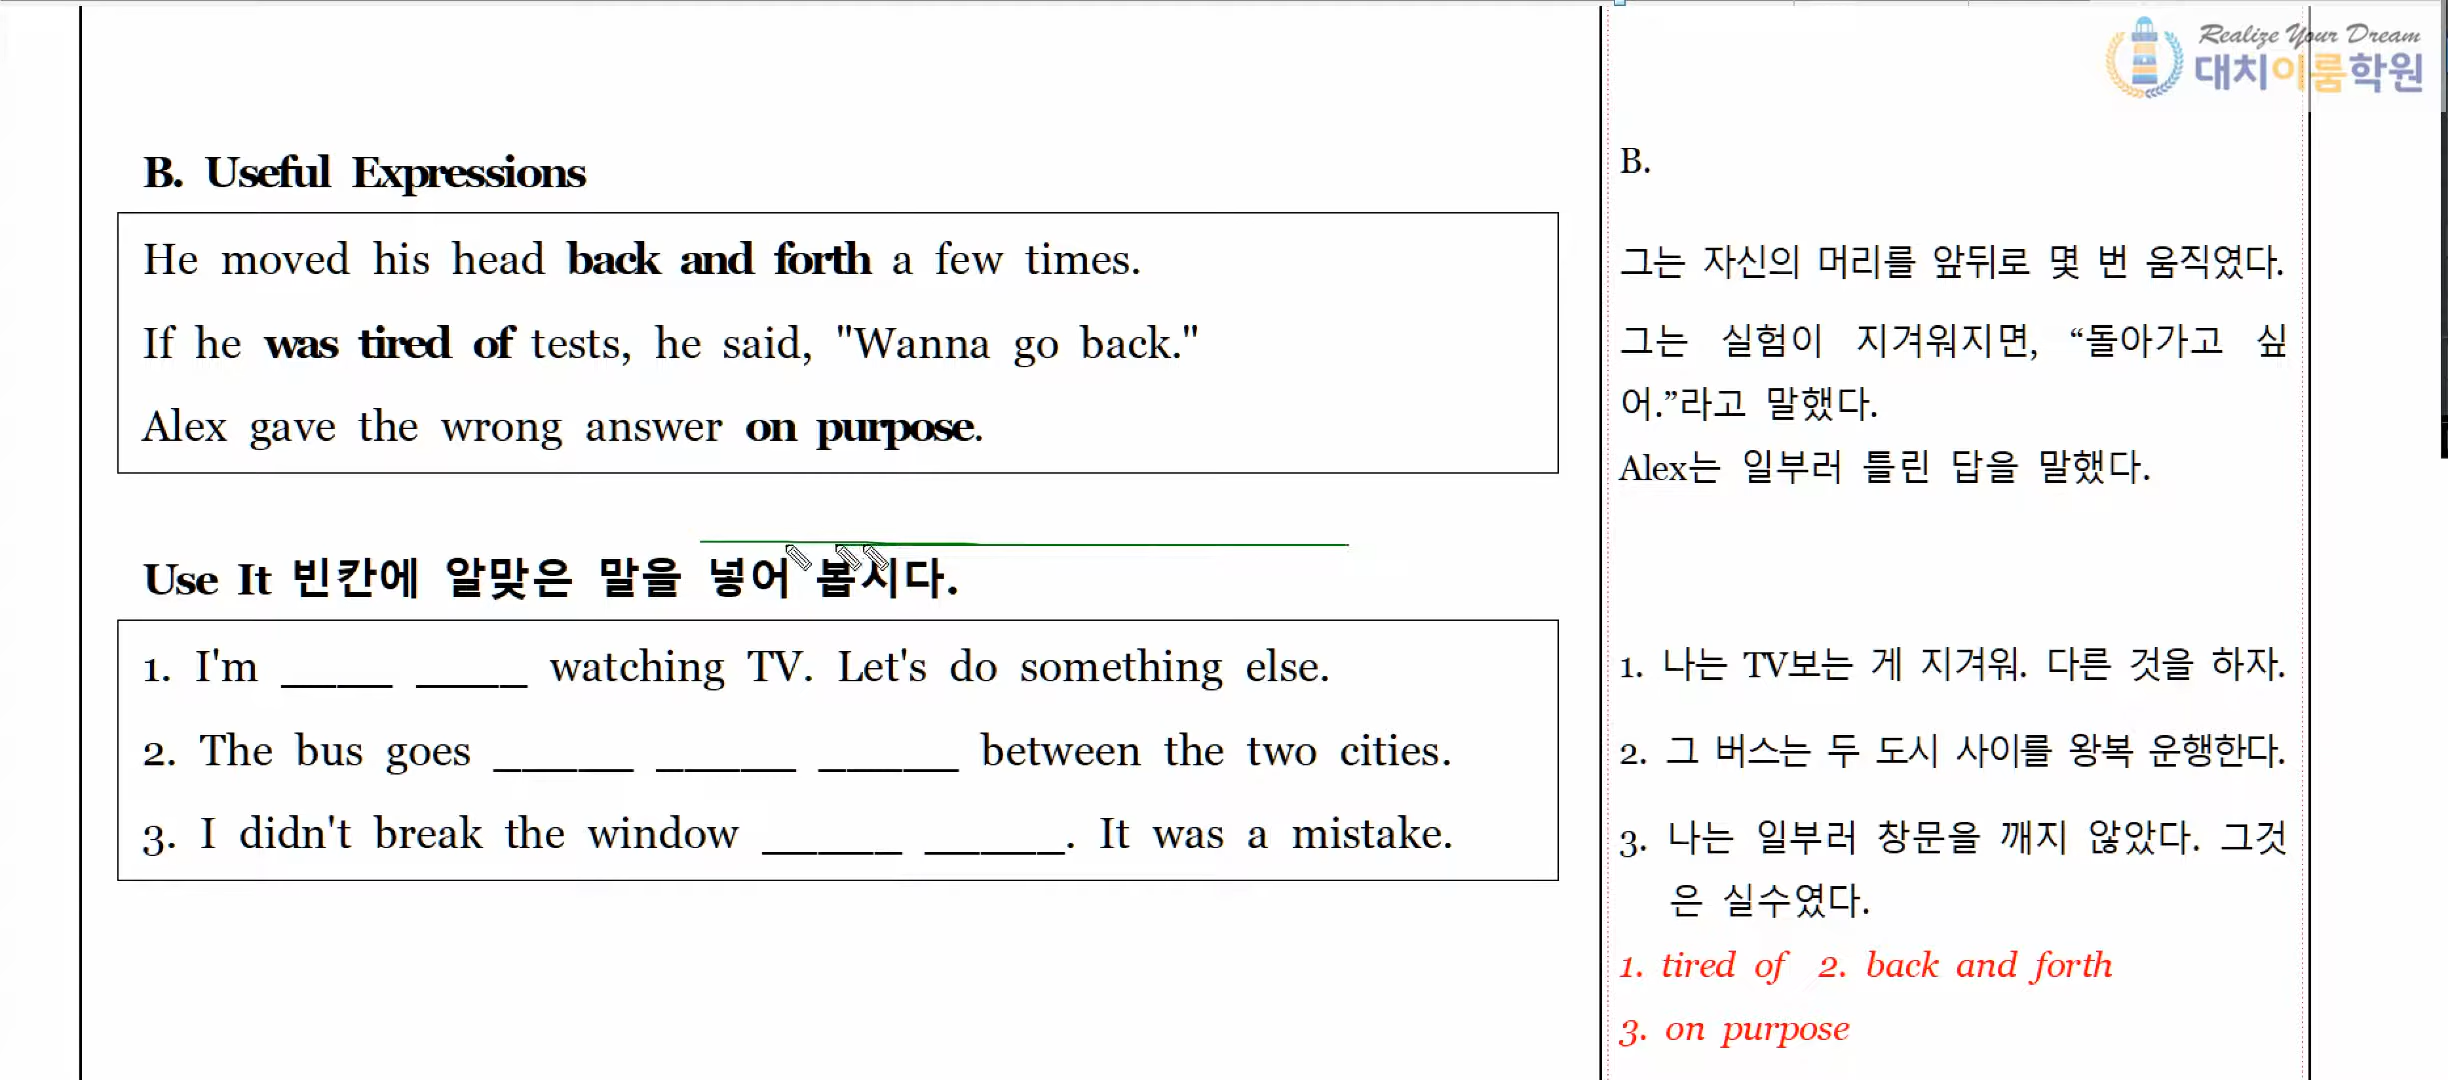 Realize Your Dream
대치이룸학원
B. Useful Expressions
He moved his head back and forth a few times.
If he was tired of tests, he said, "Wanna go back."
Alex gave the wrong answer on purpose.
Use It 빈칸에 알맞은 말을 넣어 봅시다.
1. I'm ____ ____ watching TV. Let's do something else.
2. The bus goes _____ _____ _____ between the two cities.
3. I didn't break the window _____ _____. It was a mistake.
B.
그는 자신의 머리를 앞뒤로 몇 번 움직였다.
그는 실험이 지겨워지면, “돌아가고 싶
어.”라고 말했다.
Alex는 일부러 틀린 답을 말했다.
1. 나는 TV보는 게 지겨워. 다른 것을 하자.
2. 그 버스는 두 도시 사이를 왕복 운행한다.
3. 나는 일부러 창문을 깨지 않았다. 그것
은 실수였다.
1. tired of 2. back and forth
3. on purpose